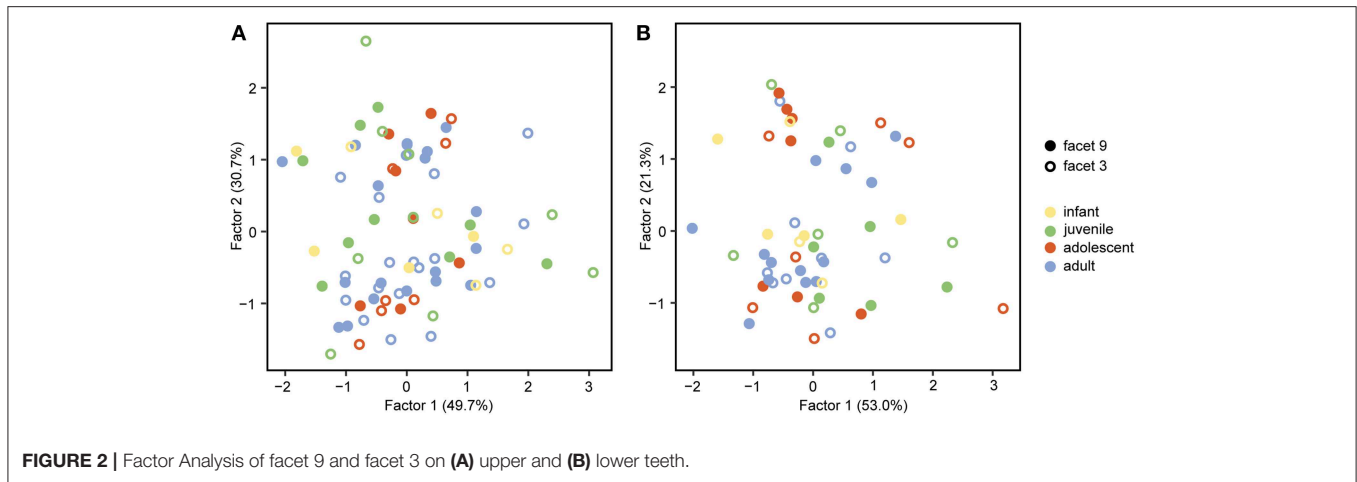 A
B
2
1
0
−1
Factor 2 (30.7%)
−2 −1 0 1 2 3
Factor 1 (49.7%)
2
1
0
−1
Factor 2 (21.3%)
−2 −1 0 1 2 3
Factor 1 (53.0%)
facet 9
facet 3
infant
juvenile
adolescent
adult
FIGURE 2 | Factor Analysis of facet 9 and facet 3 on (A) upper and (B) lower teeth.